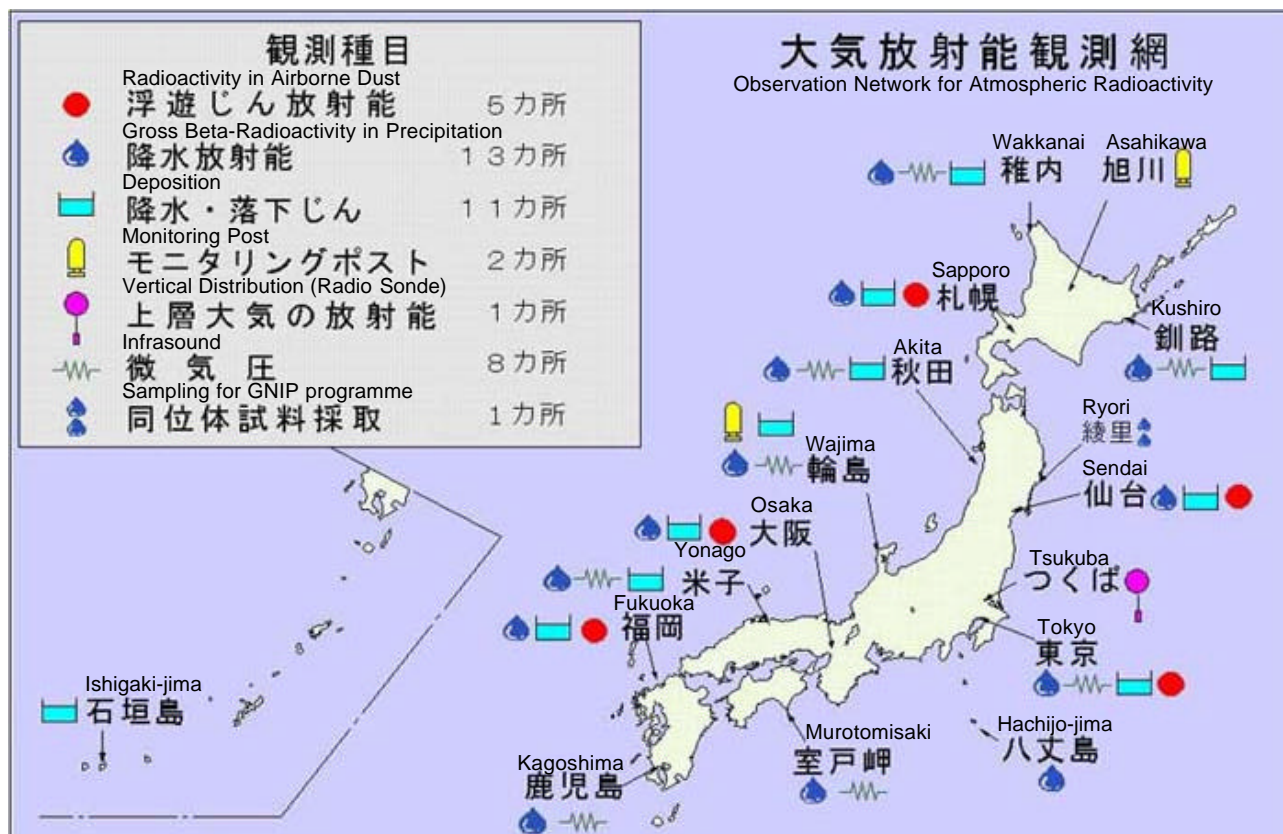 観測種目
Radioactivity in Airborne Dust
浮遊じん放射能 5カ所
Gross Beta-Radioactivity in Precipitation
降水放射能 13カ所
Deposition
降水・落下じん 11カ所
Monitoring Post
モニタリングポスト 2カ所
Vertical Distribution (Radio Sonde)
上層大気の放射能 1カ所
Infrasound
微気圧 8カ所
Sampling for GNIP programme
同位体試料採取 1カ所
大気放射能観測網
Observation Network for Atmospheric Radioactivity
Wakkanai
稚内
Asahikawa
旭川
Sapporo
札幌
Kushiro
釧路
Akita
秋田
Ryori
綾里
Wajima
輪島
Sendai
仙台
Osaka
大阪
Yonago
米子
Tsukuba
つくば
Fukuoka
福岡
Tokyo
東京
Ishigaki-jima
石垣島
Murotomisaki
室戸岬
Hachijo-jima
八丈島
Kagoshima
鹿児島